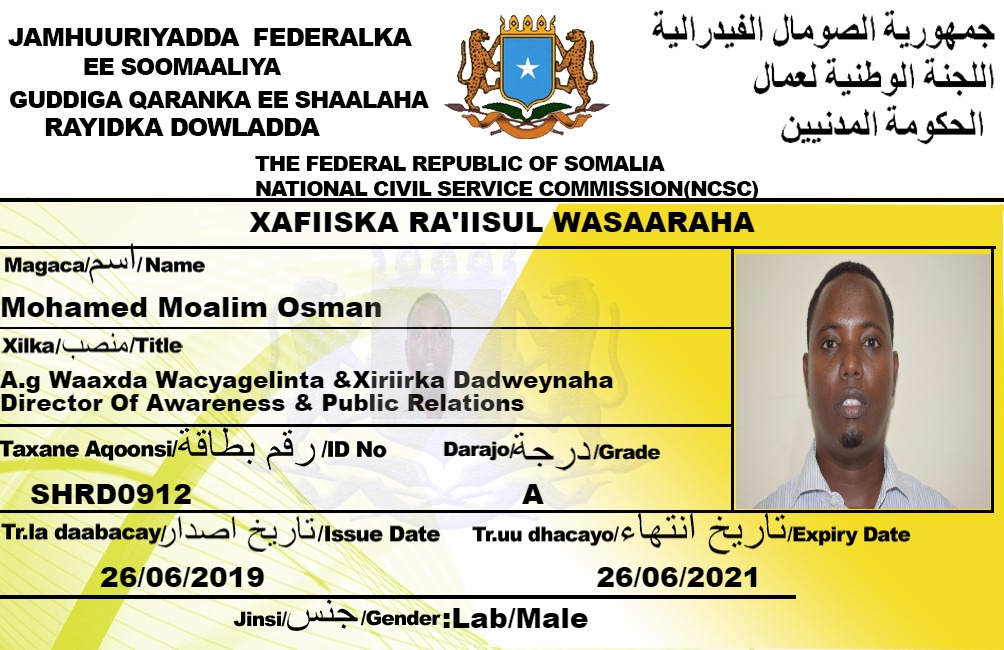 JAMHUURIYADDA FEDERALKA
EE SOOMAALIYA
GUDDIGA QARANKA EE SHAALAHA
RAYIDKA DOWLADDA
جمهورية الصومال الفيدرالية
اللجنة الوطنية لعمال
الحكومة المدنيين
THE FEDERAL REPUBLIC OF SOMALIA
NATIONAL CIVIL SERVICE COMMISSION(NCSC)
XAFIISKA RA'IISUL WASAARAHA
Magaca/اسم/Name
Mohamed Moalim Osman
Xilka/منصب/Title
A.g Waaxda Wacyagelinta &Xiriirka Dadweynaha
Director Of Awareness & Public Relations
Taxane Aqoonsi/رقم بطاقة/ID No
SHRD0912
Darajo/درجة/Grade
A
Tr.la daabacay/تاريخ اصدار/Issue Date
26/06/2019
Tr.uu dhacayo/تاريخ انتهاء/Expiry Date
26/06/2021
Jinsi/جنس/Gender:Lab/Male